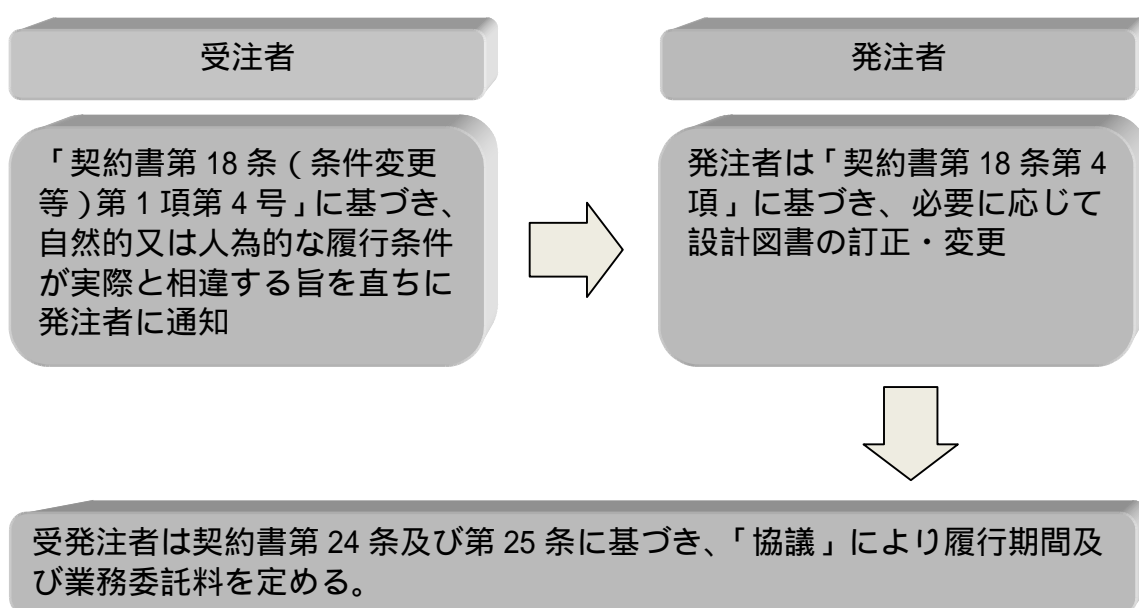 受注者
「契約書第 18 条 ( 条件変更
等 ) 第 1 項第 4 号」に基づき、
自然的又は人為的な履行条件
が実際と相違する旨を直ちに
発注者に通知
発注者
発注者は「契約書第 18 条第 4
項」に基づき、必要に応じて
設計図書の訂正・変更
受発注者は契約書第 24 条及び第 25 条に基づき、「協議」により履行期間及
び業務委託料を定める。